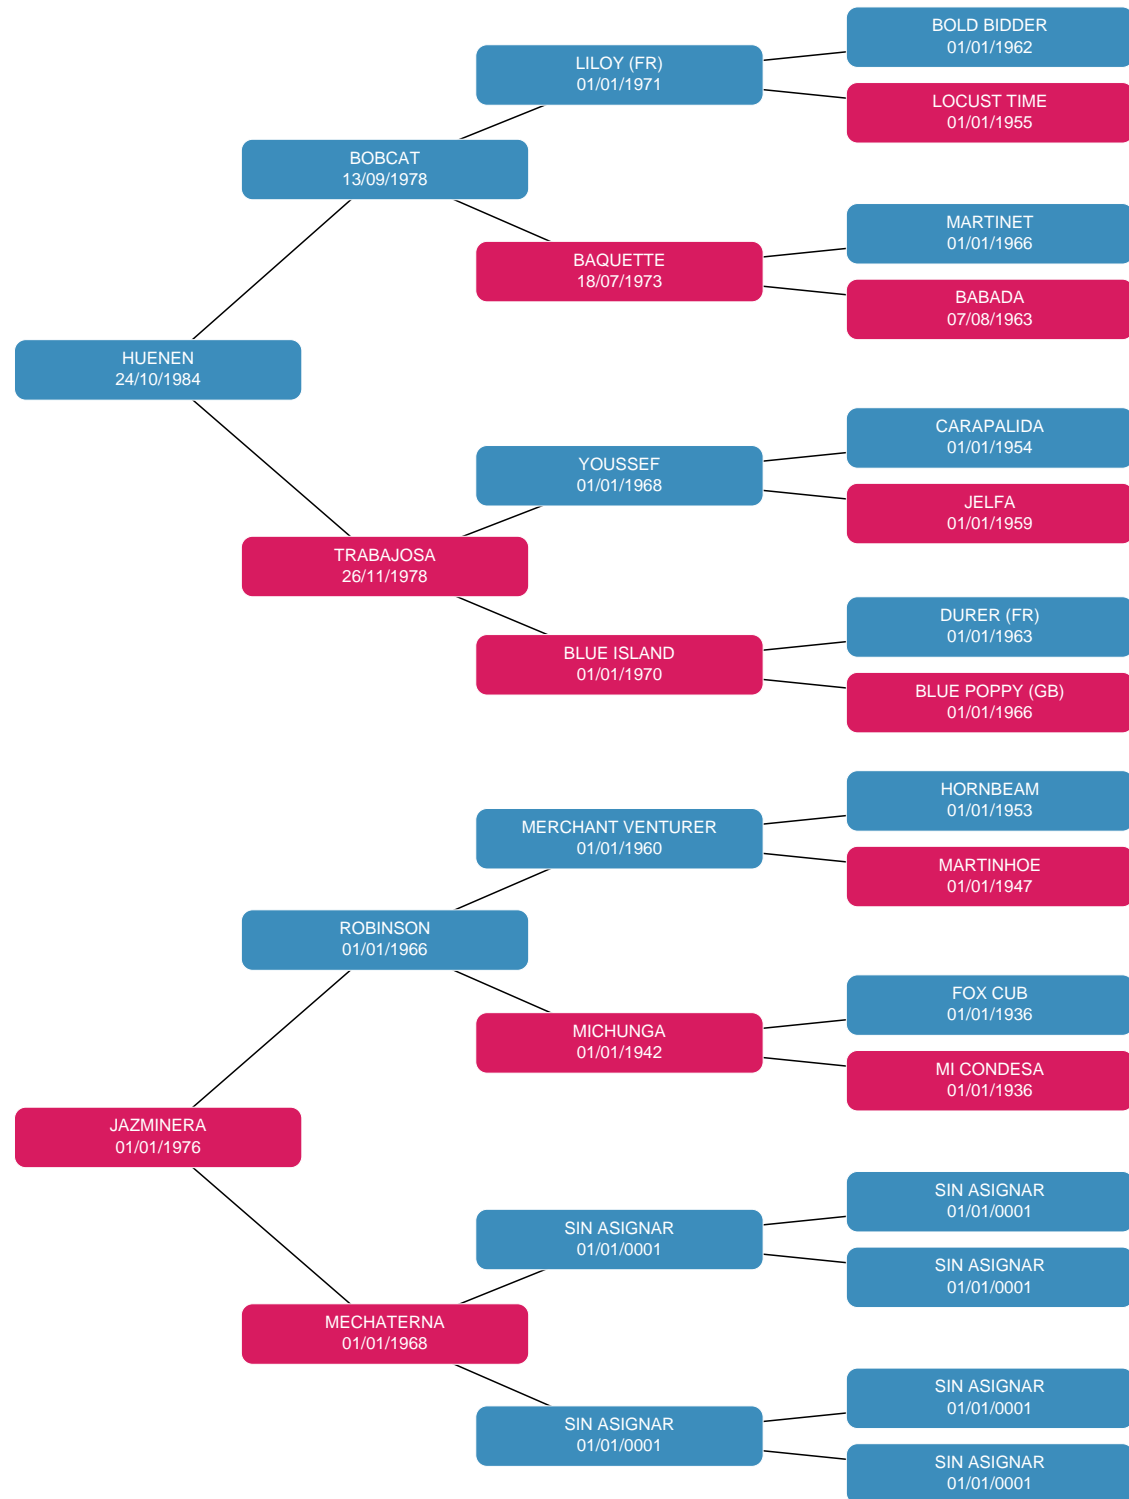 BOLD BIDDER
01/01/1962
LILOY (FR)
01/01/1971
LOCUST TIME
01/01/1955
BOBCAT
13/09/1978
MARTINET
01/01/1966
BAQUETTE
18/07/1973
BABADA
07/08/1963
HUENEN
24/10/1984
CARAPALIDA
01/01/1954
YOUSSEF
01/01/1968
JELFA
01/01/1959
TRABAJOSA
26/11/1978
DURER (FR)
01/01/1963
BLUE ISLAND
01/01/1970
BLUE POPPY (GB)
01/01/1966
HORNBEAM
01/01/1953
MERCHANT VENTURER
01/01/1960
MARTINHOE
01/01/1947
ROBINSON
01/01/1966
FOX CUB
01/01/1936
MICHUNGA
01/01/1942
MI CONDESA
01/01/1936
JAZMINERA
01/01/1976
SIN ASIGNAR
01/01/0001
SIN ASIGNAR
01/01/0001
SIN ASIGNAR
01/01/0001
MECHATERNA
01/01/1968
SIN ASIGNAR
01/01/0001
SIN ASIGNAR
01/01/0001
SIN ASIGNAR
01/01/0001